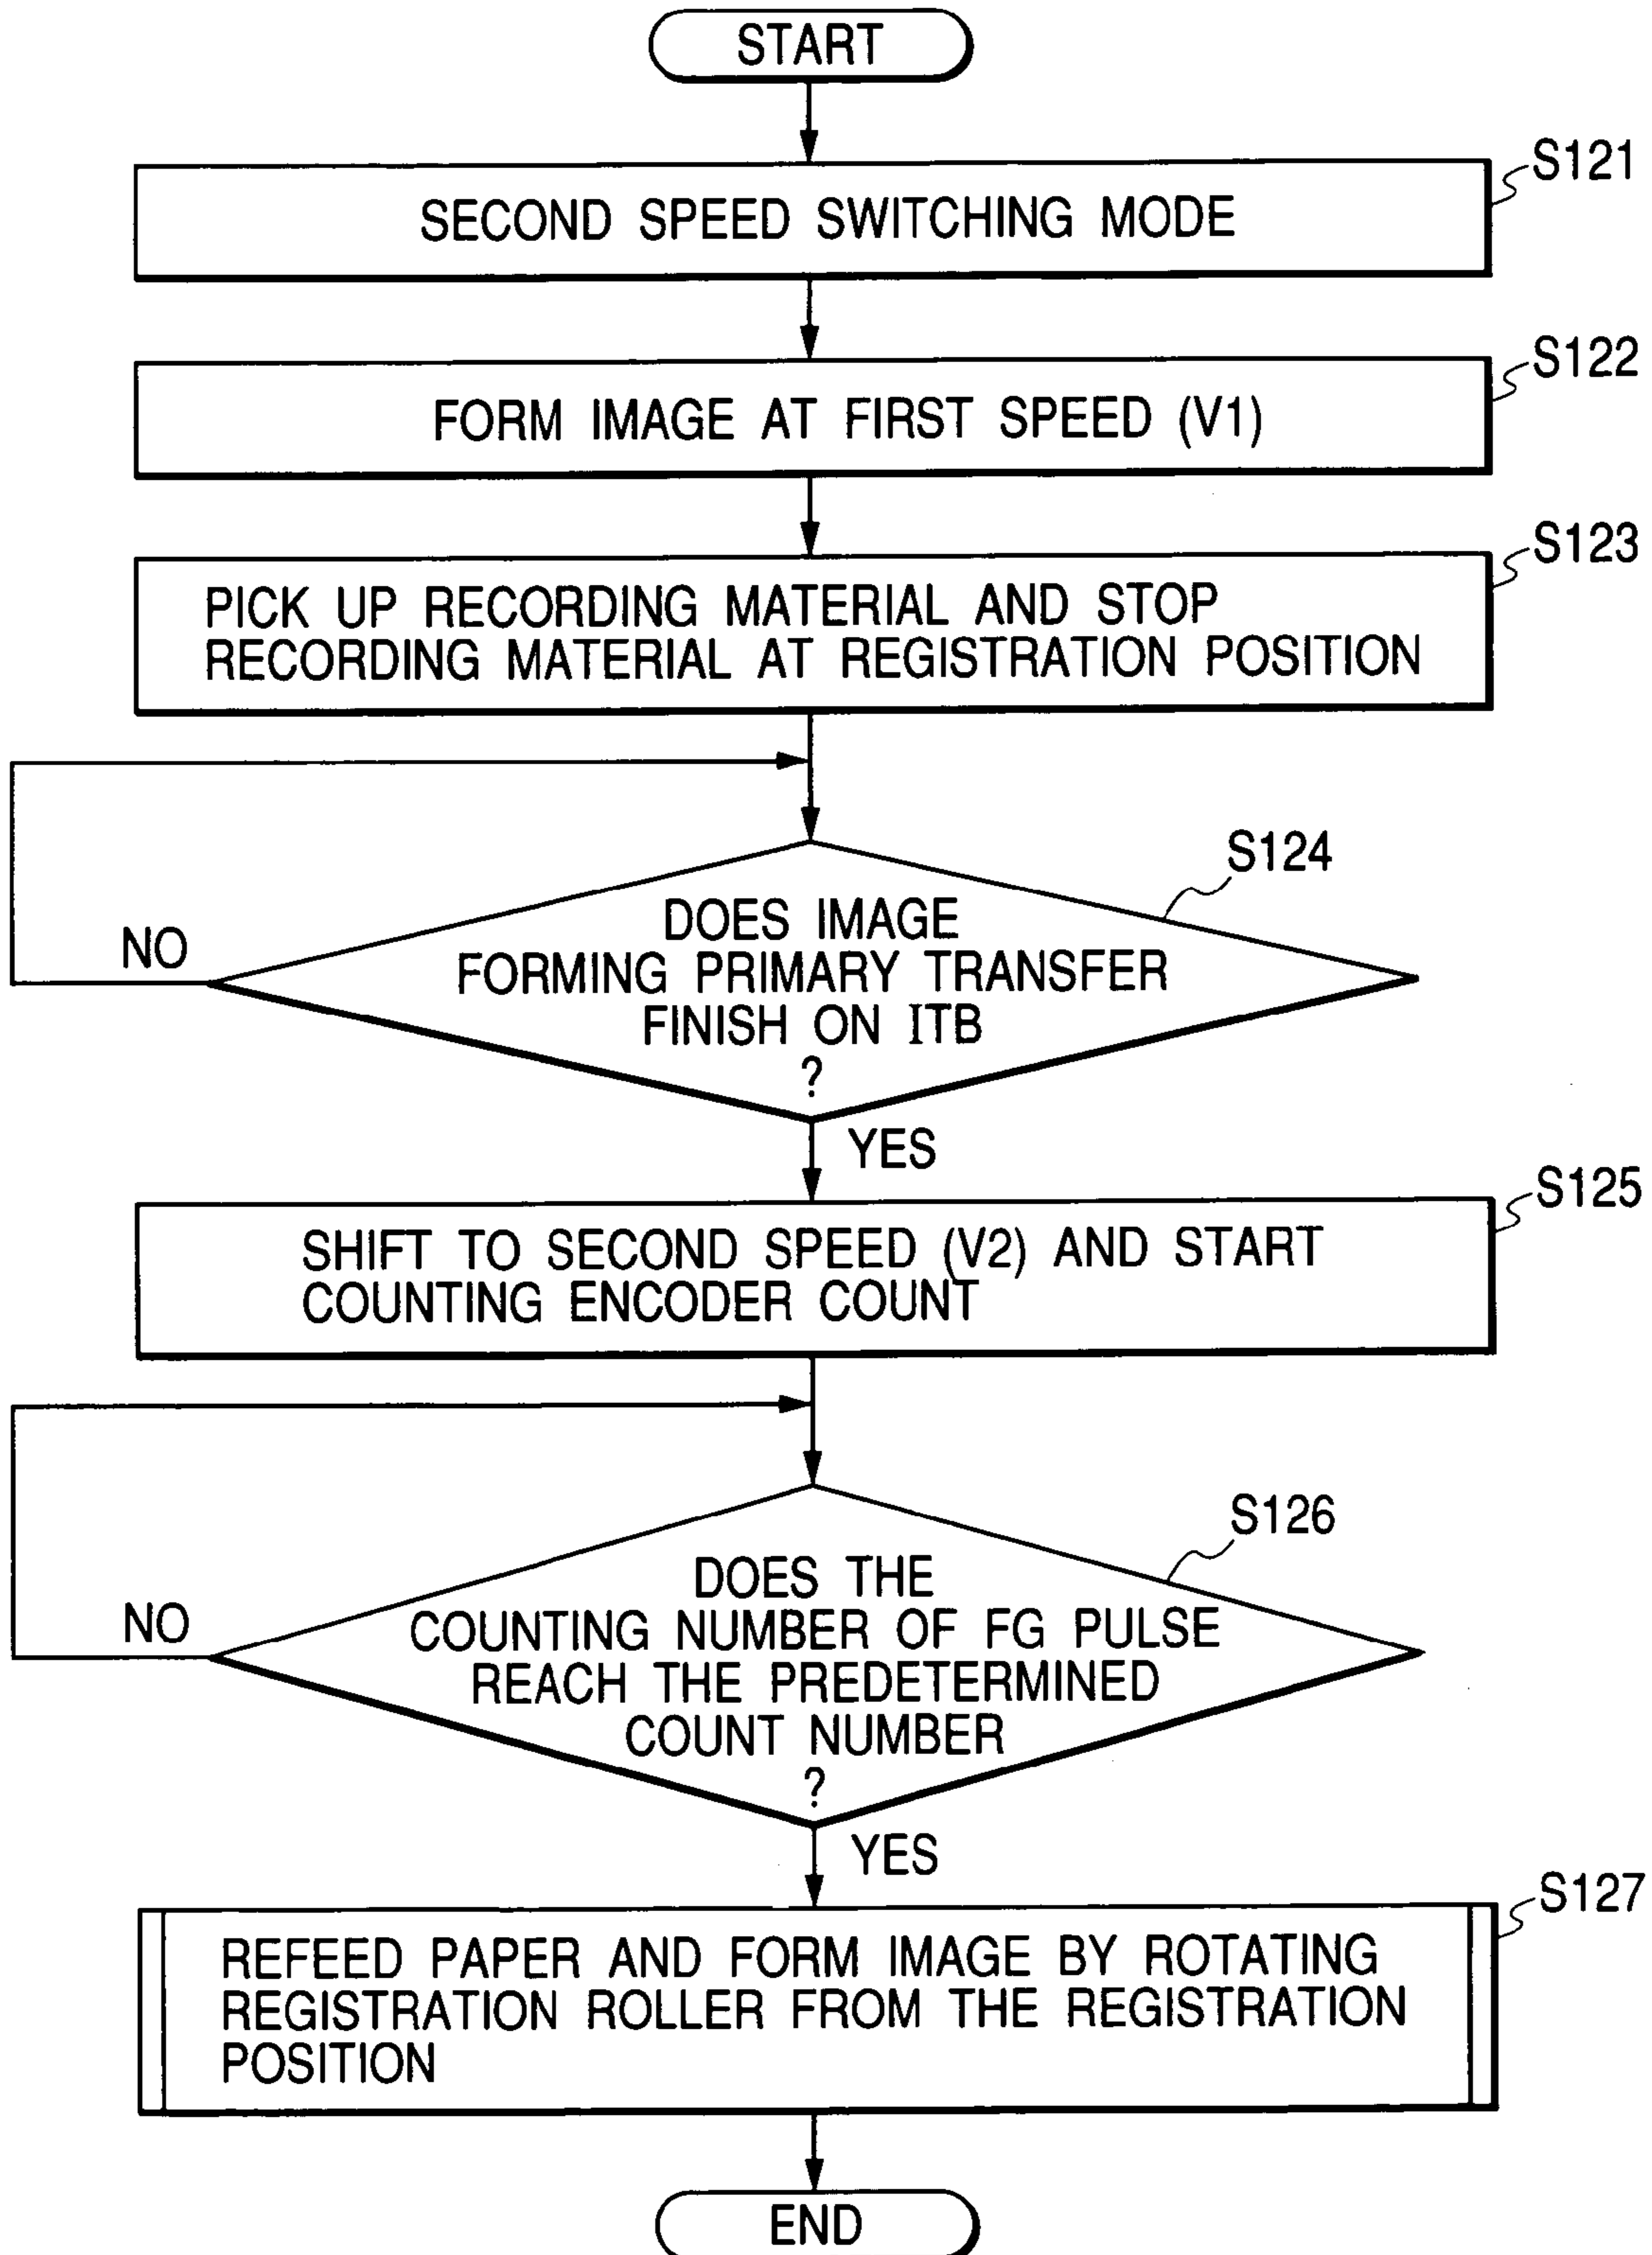 START
S121
SECOND SPEED SWITCHING MODE
S122
FORM IMAGE AT FIRST SPEED (V1)
S123
PICK UP RECORDING MATERIAL AND STOP
RECORDING MATERIAL AT REGISTRATION POSITION
S124
DOES IMAGE
FORMING PRIMARY TRANSFER
FINISH ON ITB
?
NO
YES
S125
SHIFT TO SECOND SPEED (V2) AND START
COUNTING ENCODER COUNT
S126
DOES THE
COUNTING NUMBER OF FG PULSE
REACH THE PREDETERMINED
COUNT NUMBER
?
NO
YES
S127
REFEED PAPER AND FORM IMAGE BY ROTATING
REGISTRATION ROLLER FROM THE REGISTRATION
POSITION
END